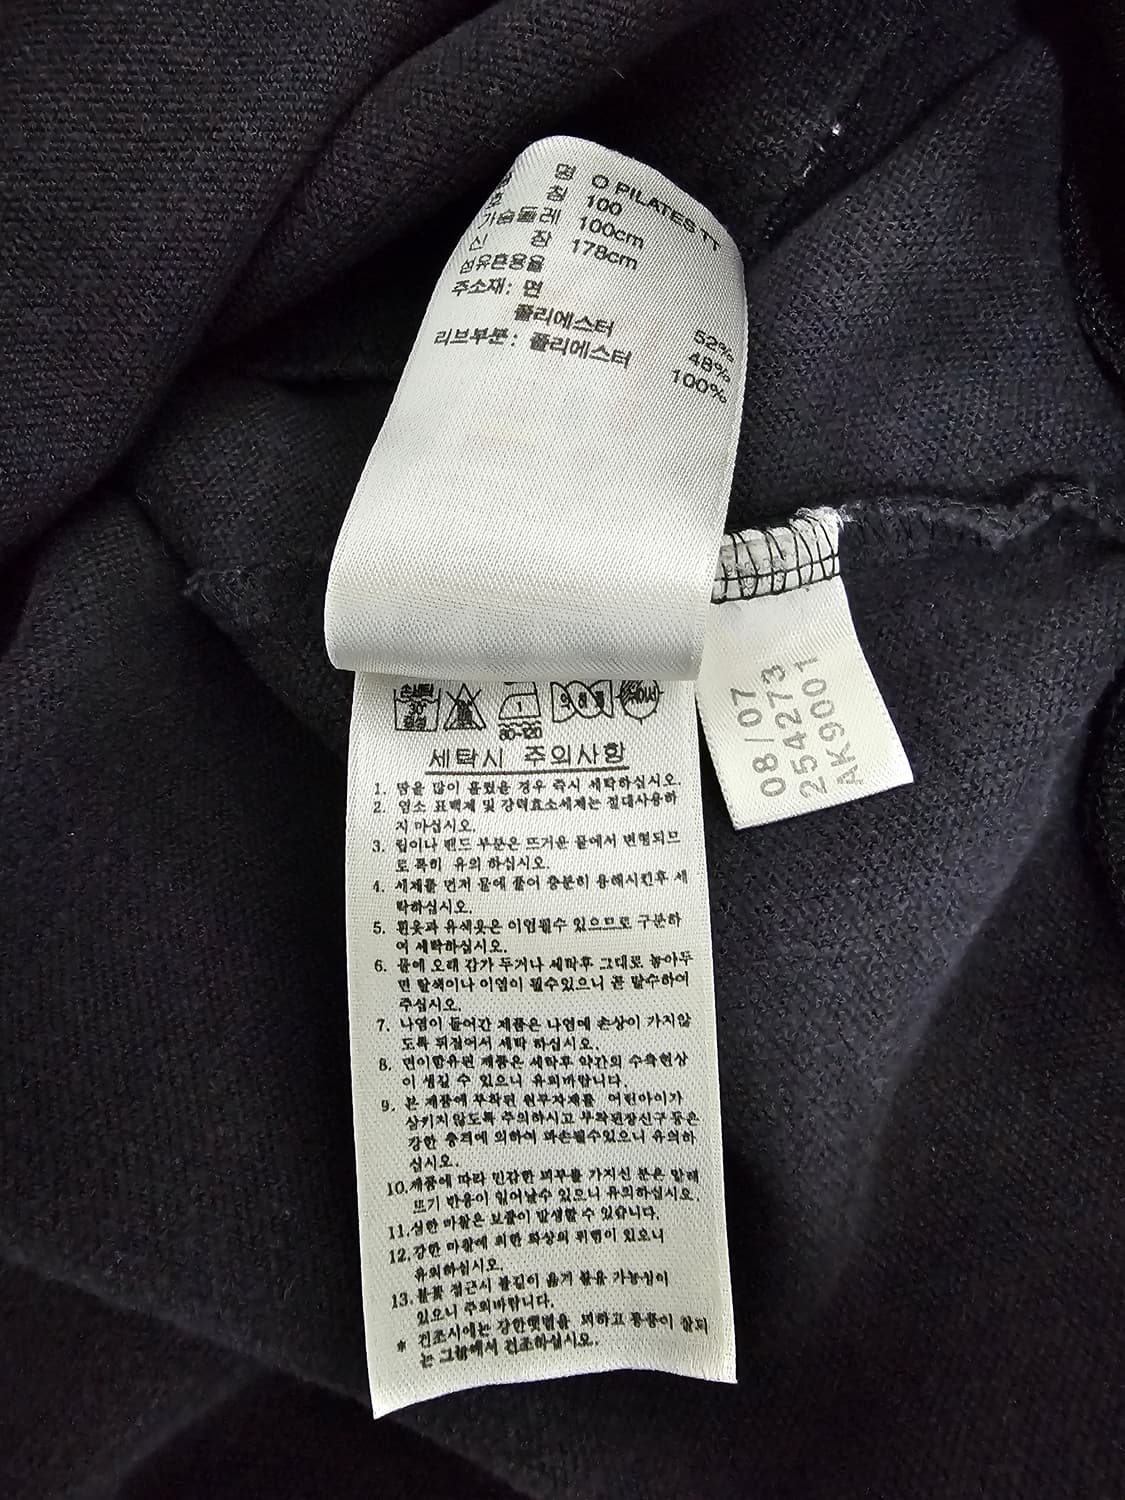 명 O PILATES TT
호 칭 100
가슴둘레 100cm
신 장 178cm
섬유혼용율
주소재: 면 52%
폴리에스터 48%
리브부분: 폴리에스터 100%
손세탁
30°
중성
1
80-120
세탁시 주의사항
1. 땀을 많이 흘렸을 경우 즉시 세탁하십시오.
2. 염소 표백제 및 강력효소세제는 절대사용하
지 마십시오.
3. 립이나 밴드 부분은 뜨거운 물에서 변형되므
로 특히 유의 하십시오.
4. 세제를 먼저 물에 풀어 충분히 용해시킨후 세
탁하십시오.
5. 흰옷과 유색옷은 이염될수 있으므로 구분하
여 세탁하십시오.
6. 물에 오래 담가 두거나 세탁후 그대로 놓아두
면 탈색이나 이염이 될수있으니 꼭 탈수하여
주십시오.
7. 나염이 들어간 제품은 나염에 손상이 가지않
도록 뒤집어서 세탁 하십시오.
8. 면이함유된 제품은 세탁후 약간의 수축현상
이 생길 수 있으니 유의바랍니다.
9. 본 제품에 부착된 원부자재를 어린아이가
삼키지않도록 주의하시고 부착된장신구등은
강한 충격에 의하여 파손될수있으니 유의하
십시오.
10.제품에 따라 민감한 피부를 가지신 분은 알레
르기 반응이 일어날수 있으니 유의하십시오.
11.심한 마찰은 보풀이 발생할 수 있습니다.
12.강한 마찰에 의한 화상의 위험이 있으니
유의하십시오.
13.불꽃 접근시 불길이 옮겨 붙을 가능성이
있으니 주의바랍니다.
* 건조시에는 강한햇볕을 피하고 통풍이 잘되
는 그늘에서 건조하십시오.
08/07
254273
AK9001